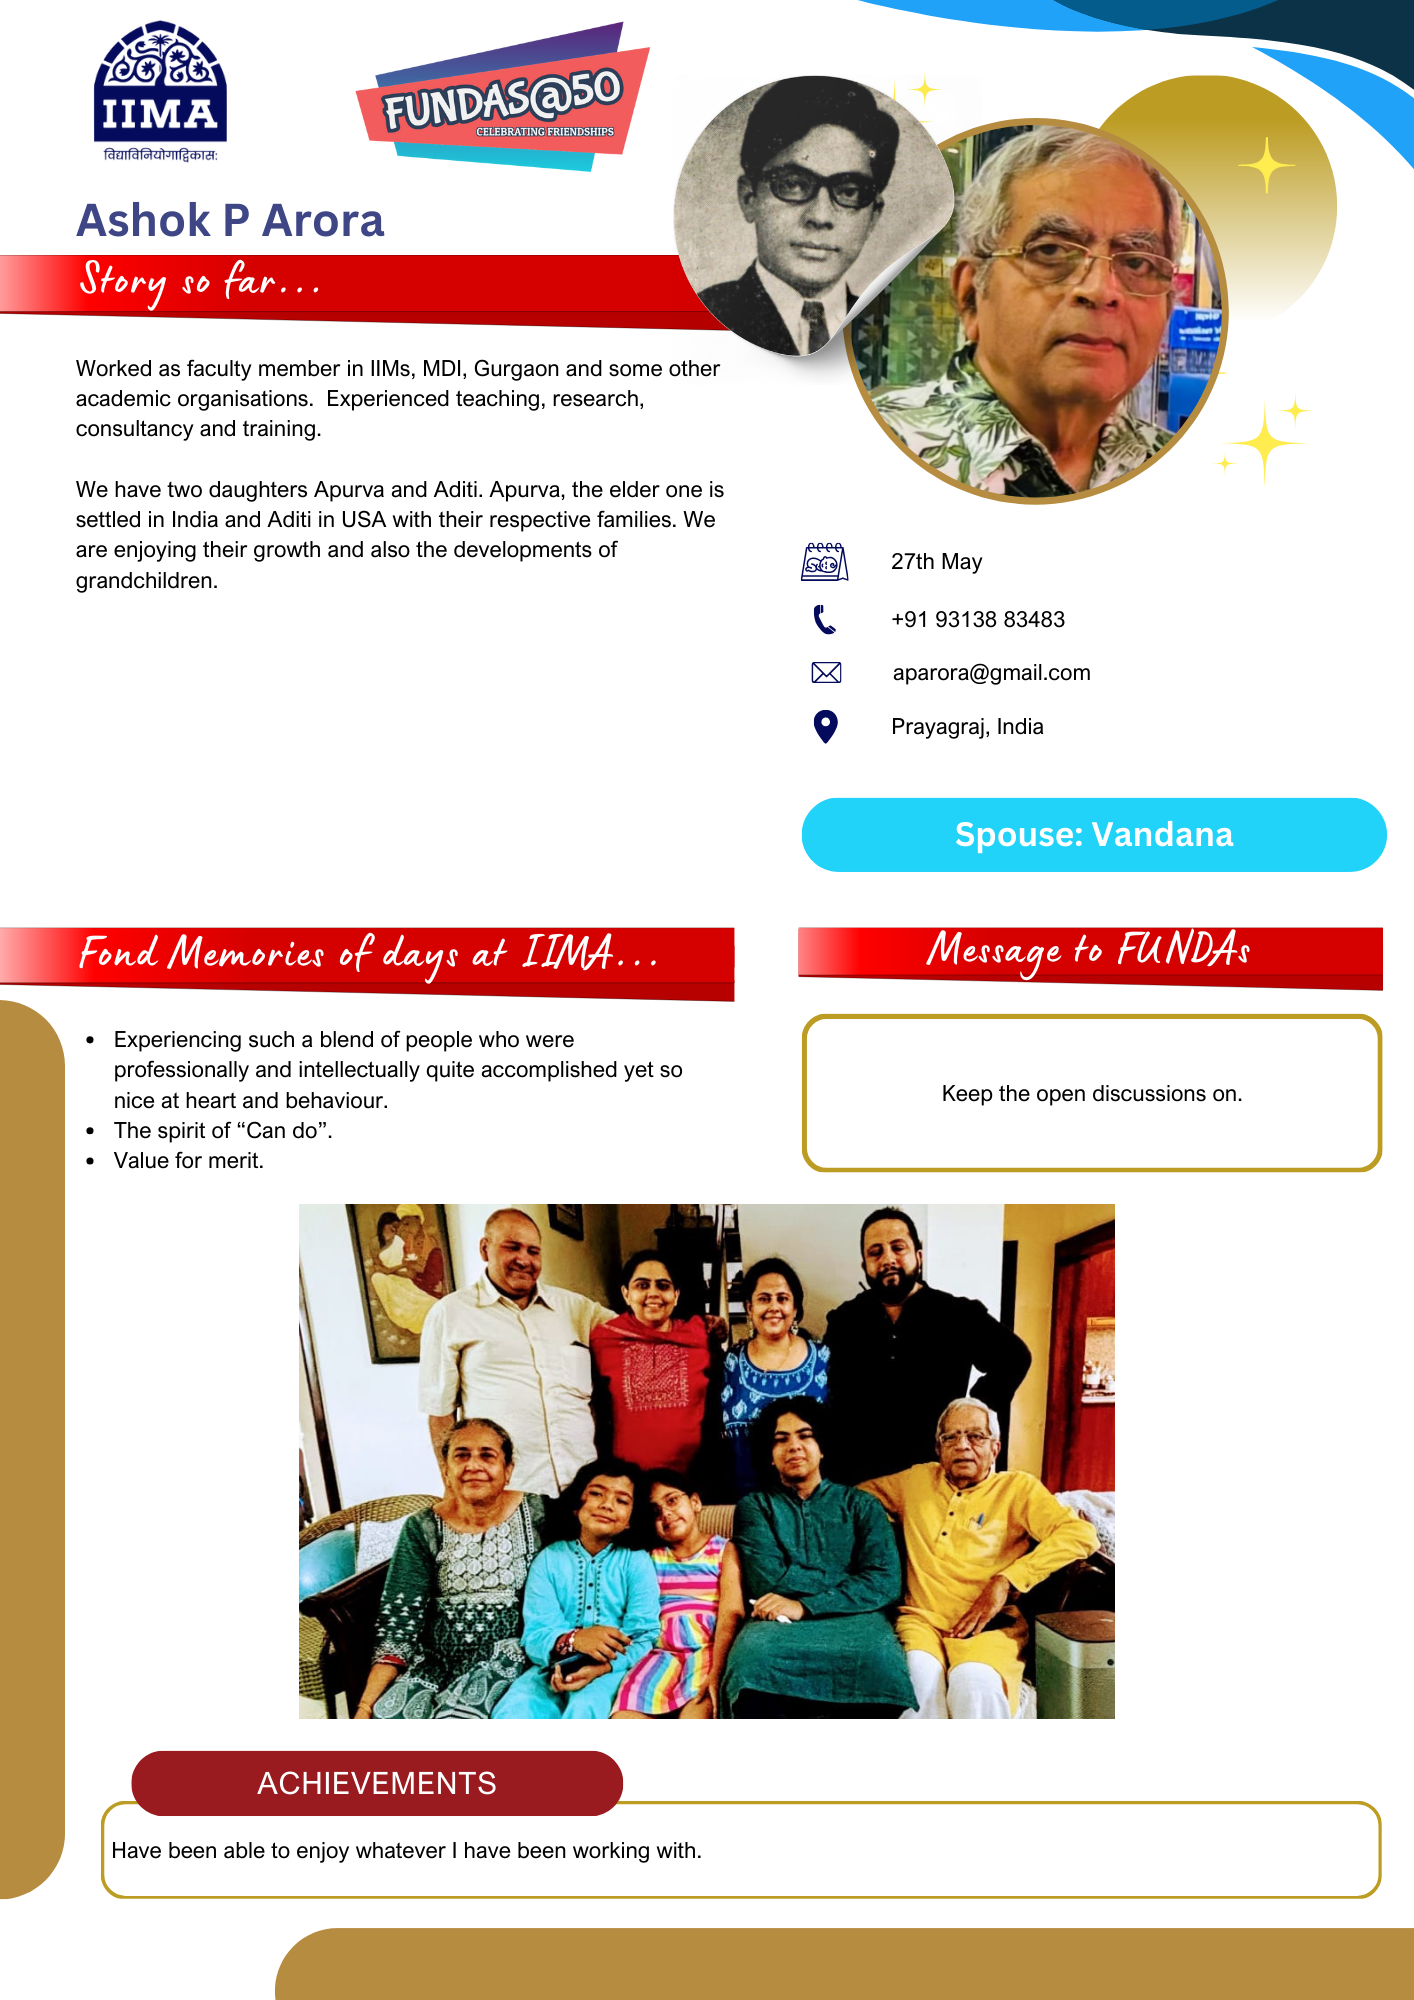 IIMA
विद्याविनियोगाद्विकास:
FUNDAS@50
CELEBRATING FRIENDSHIPS
Ashok P Arora
Story so far...
Worked as faculty member in IIMs, MDI, Gurgaon and some other
academic organisations.  Experienced teaching, research,
consultancy and training.
We have two daughters Apurva and Aditi. Apurva, the elder one is
settled in India and Aditi in USA with their respective families. We
are enjoying their growth and also the developments of
grandchildren.
27th May
+91 93138 83483
aparora@gmail.com
Prayagraj, India
Spouse: Vandana
Fond Memories of days at IIMA...
• Experiencing such a blend of people who were
professionally and intellectually quite accomplished yet so
nice at heart and behaviour.
• The spirit of “Can do”.
• Value for merit.
Message to FUNDAs
Keep the open discussions on.
ACHIEVEMENTS
Have been able to enjoy whatever I have been working with.